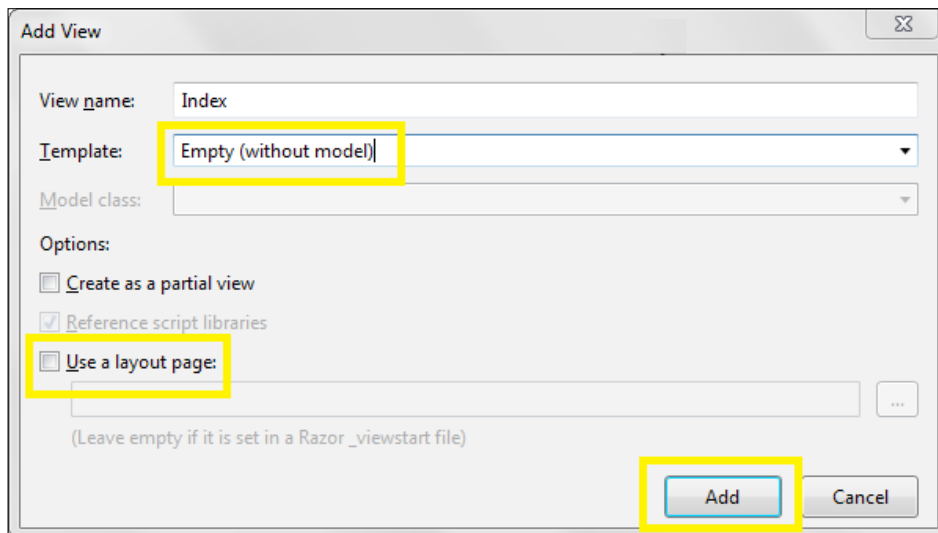 Add View
View name: Index
Template: Empty (without model)
Model class:
Options:
Create as a partial view
Reference script libraries
Use a layout page:
...
(Leave empty if it is set in a Razor _viewstart file)
Add Cancel